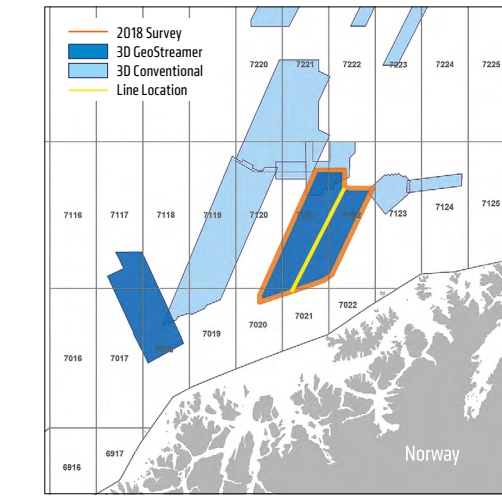 2018 Survey
3D GeoStreamer
3D Conventional
Line Location
7220 7221 7222 7223 7224 7225
7116 7117 7118 7119 7120 7123 7124 7125
7016 7017 7019 7020 7021 7022
6916 6917
Norway